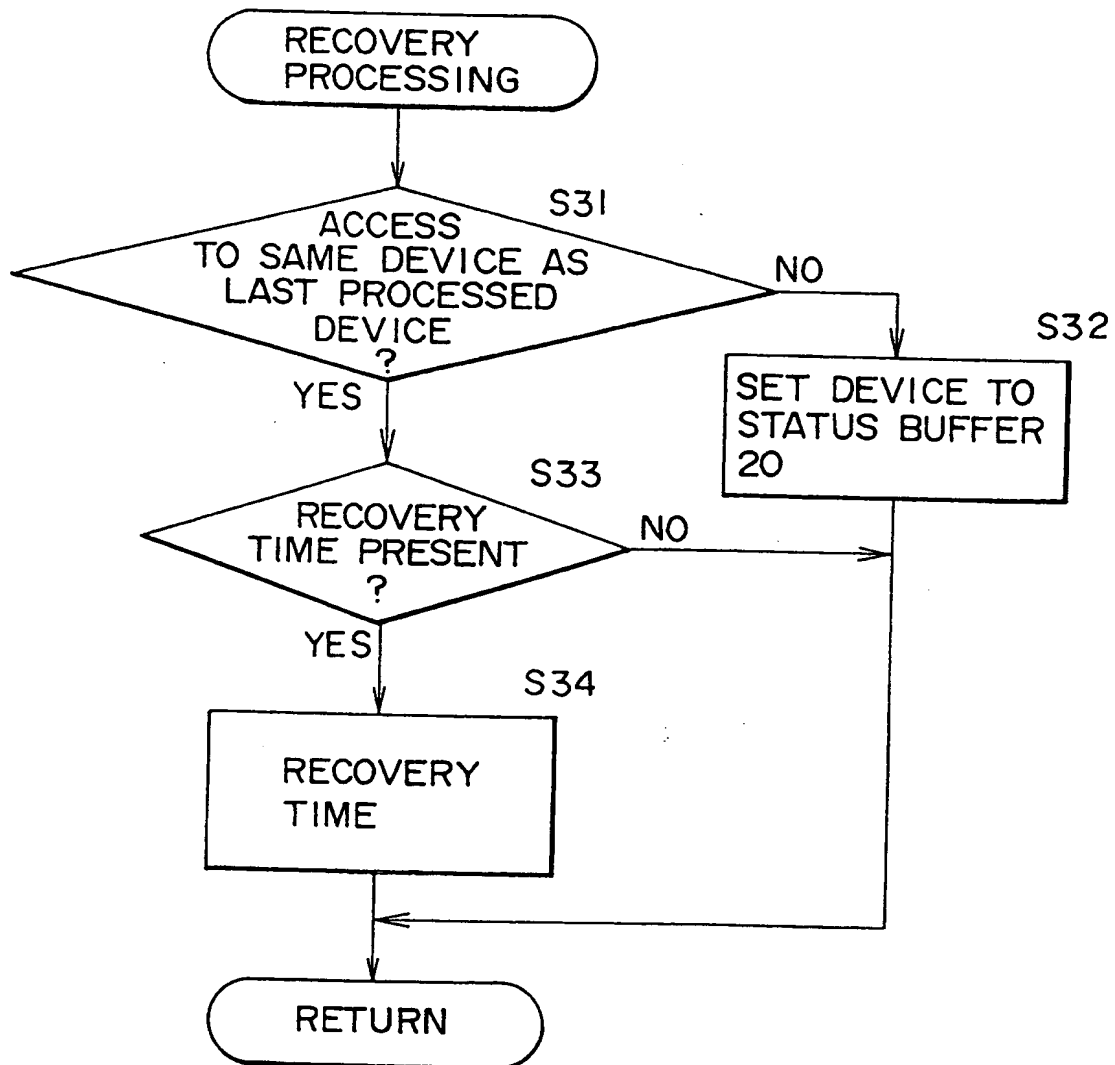 RECOVERY
PROCESSING
S31
ACCESS
TO SAME DEVICE AS
LAST PROCESSED
DEVICE
?
NO
YES
S32
SET DEVICE TO
STATUS BUFFER
20
S33
RECOVERY
TIME PRESENT
?
NO
YES
S34
RECOVERY
TIME
RETURN